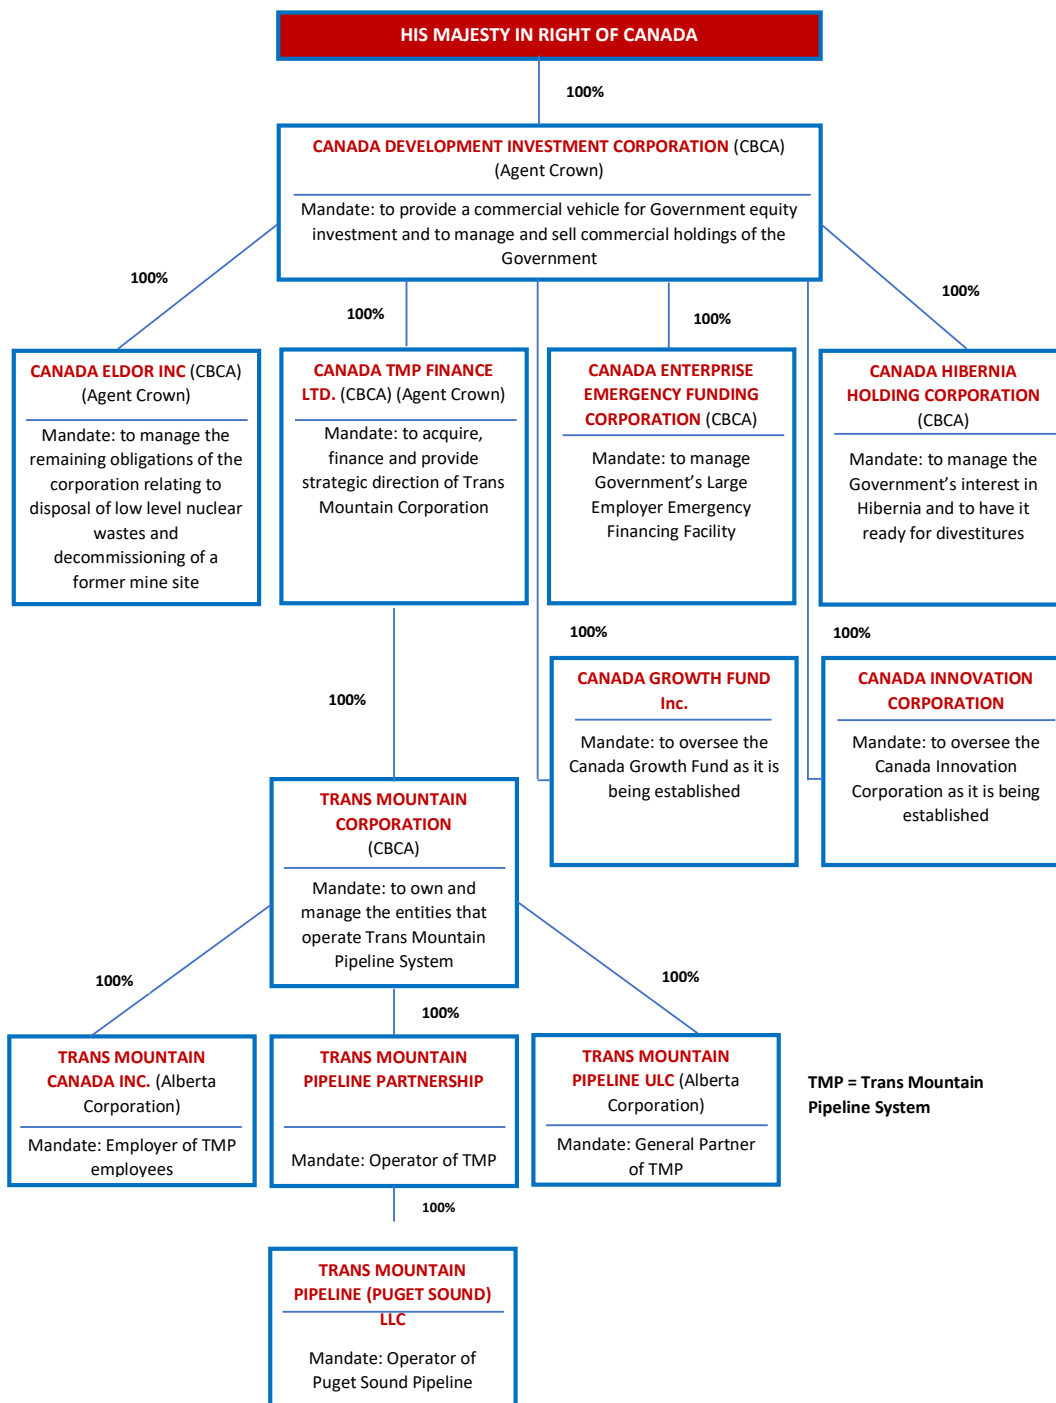 HIS MAJESTY IN RIGHT OF CANADA
100%
CANADA DEVELOPMENT INVESTMENT CORPORATION (CBCA)
(Agent Crown)
Mandate: to provide a commercial vehicle for Government equity
investment and to manage and sell commercial holdings of the
Government
100%
100%
100%
100%
CANADA ELDOR INC (CBCA)
(Agent Crown)
Mandate: to manage the
remaining obligations of the
corporation relating to
disposal of low level nuclear
wastes and
decommissioning of a
former mine site
CANADA TMP FINANCE
LTD. (CBCA) (Agent Crown)
Mandate: to acquire,
finance and provide
strategic direction of Trans
Mountain Corporation
CANADA ENTERPRISE
EMERGENCY FUNDING
CORPORATION (CBCA)
Mandate: to manage
Government’s Large
Employer Emergency
Financing Facility
CANADA HIBERNIA
HOLDING CORPORATION
(CBCA)
Mandate: to manage the
Government’s interest in
Hibernia and to have it
ready for divestitures
100%
100%
100%
CANADA GROWTH FUND
Inc.
Mandate: to oversee the
Canada Growth Fund as it is
being established
CANADA INNOVATION
CORPORATION
Mandate: to oversee the
Canada Innovation
Corporation as it is being
established
TRANS MOUNTAIN
CORPORATION
(CBCA)
Mandate: to own and
manage the entities that
operate Trans Mountain
Pipeline System
100%
100%
100%
TRANS MOUNTAIN
CANADA INC. (Alberta
Corporation)
Mandate: Employer of TMP
employees
TRANS MOUNTAIN
PIPELINE PARTNERSHIP
Mandate: Operator of TMP
TRANS MOUNTAIN
PIPELINE ULC (Alberta
Corporation)
Mandate: General Partner
of TMP
TMP = Trans Mountain
Pipeline System
100%
TRANS MOUNTAIN
PIPELINE (PUGET SOUND)
LLC
Mandate: Operator of
Puget Sound Pipeline